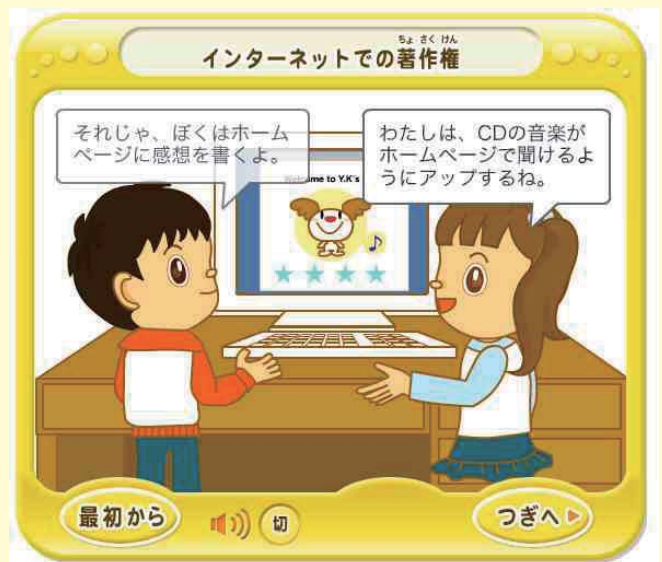 ちょ さく けん
インターネットでの著作権
それじゃ、ぼくはホーム
ページに感想を書くよ。
わたしは、CDの音楽が
ホームページで聞けるよ
うにアップするね。
Welcome to Y.K's
最初から
切
つぎへ